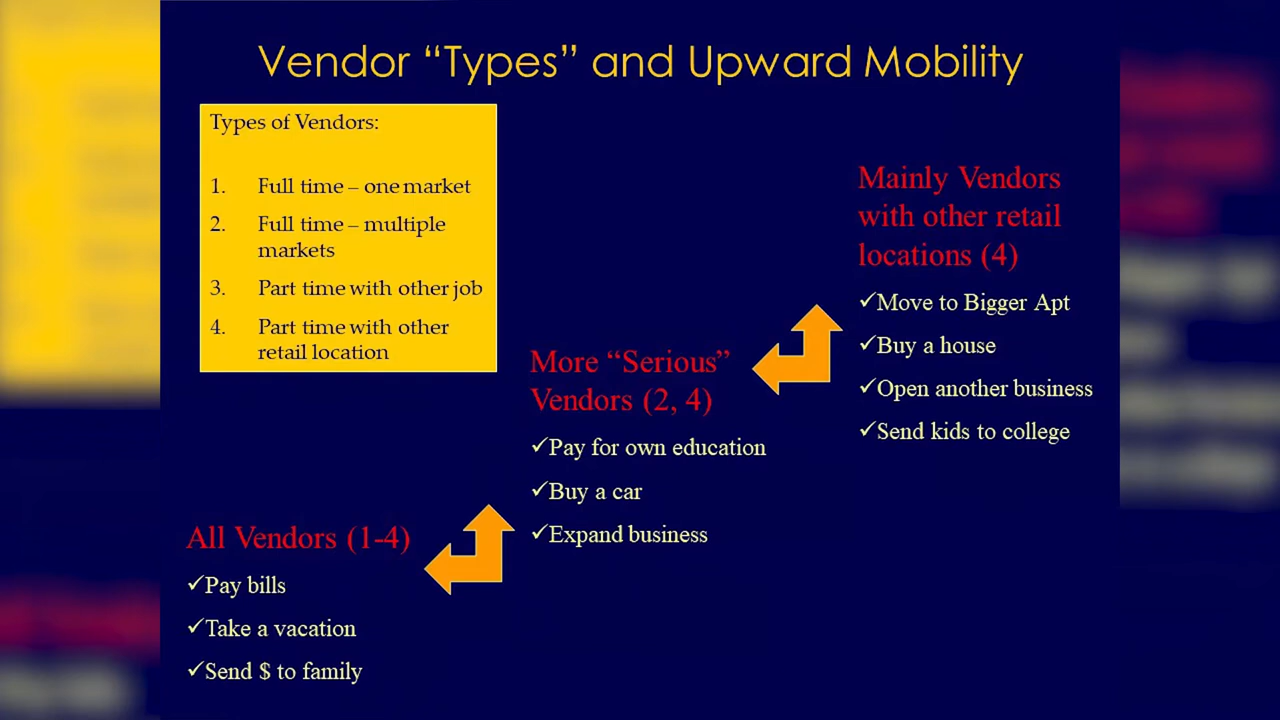 Vendor “Types” and Upward Mobility
Types of Vendors:
1. Full time – one market
2. Full time – multiple
markets
3. Part time with other job
4. Part time with other
retail location
All Vendors (1-4)
✓Pay bills
✓Take a vacation
✓Send $ to family
More “Serious”
Vendors (2, 4)
✓Pay for own education
✓Buy a car
✓Expand business
Mainly Vendors
with other retail
locations (4)
✓Move to Bigger Apt
✓Buy a house
✓Open another business
✓Send kids to college